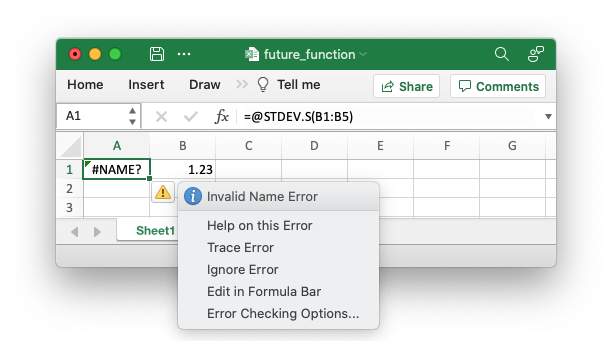 future_function
Home Insert Draw Tell me Share Comments
A1 fx =@STDEV.S(B1:B5)
A B C D E F G
1 #NAME? 1.23
2
3
Sheet1
Invalid Name Error
Help on this Error
Trace Error
Ignore Error
Edit in Formula Bar
Error Checking Options...